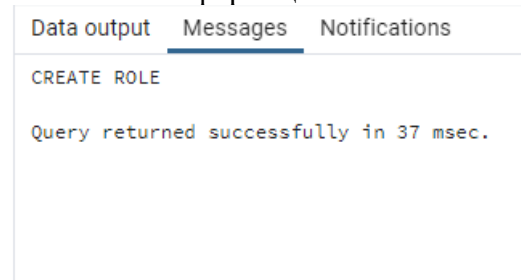 Data output Messages Notifications
CREATE ROLE
Query returned successfully in 37 msec.